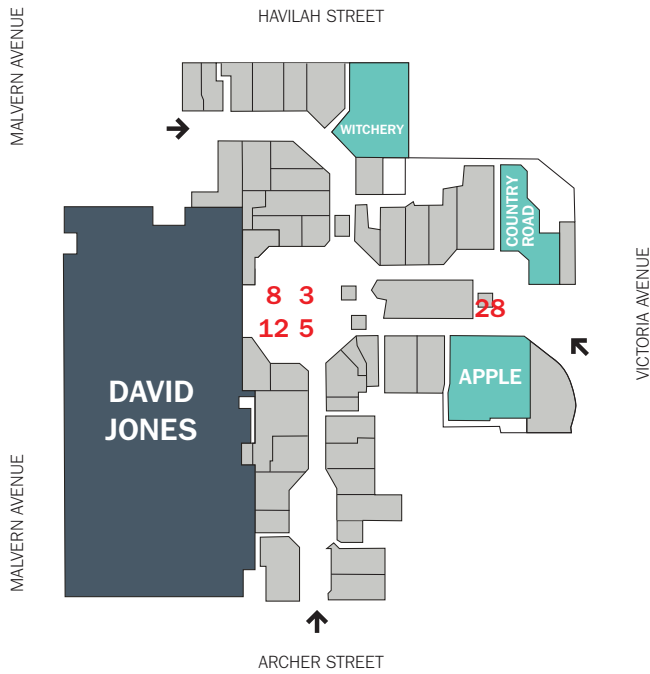 HAVILAH STREET
MALVERN AVENUE
WITCHERY
COUNTRY
ROAD
8 3
28
12 5
VICTORIA AVENUE
APPLE
DAVID
JONES
MALVERN AVENUE
ARCHER STREET